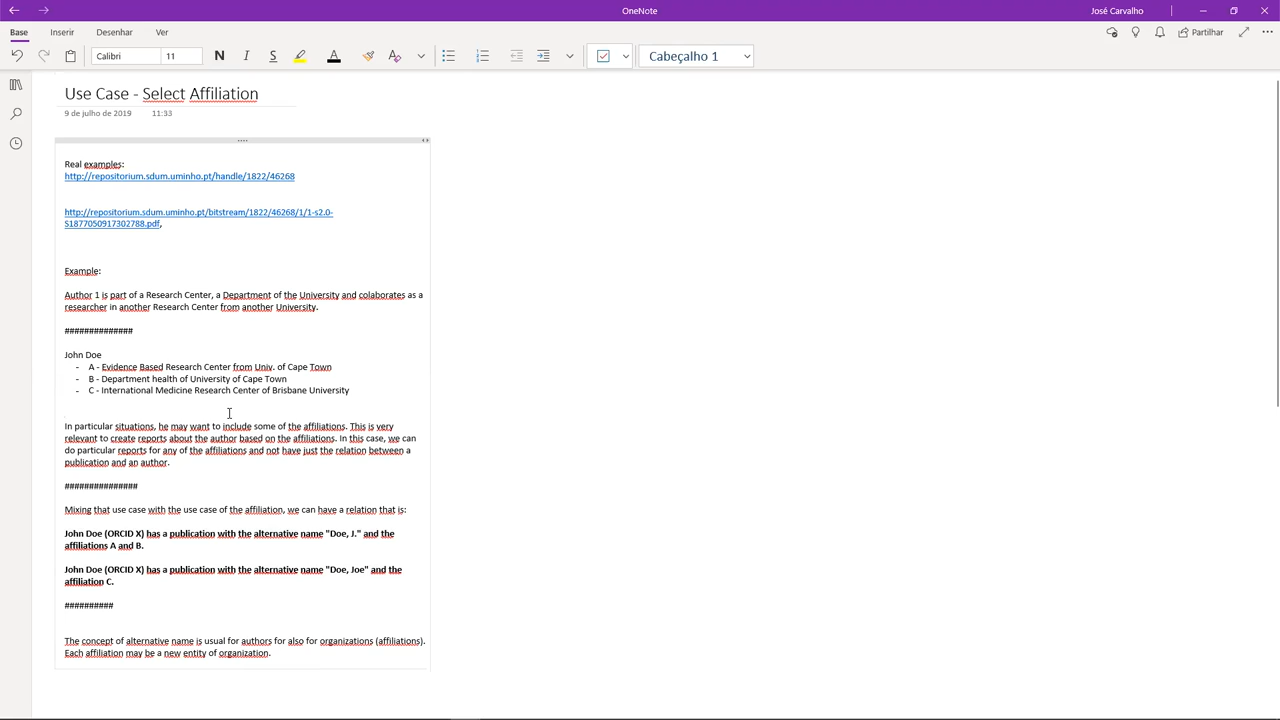 OneNote
José Carvalho
Base Inserir Desenhar Ver
Partilhar
Calibri 11 N I S A A Cabeçalho 1
Use Case - Select Affiliation
9 de julho de 2019 11:33
Real examples:
http://repositorium.sdum.uminho.pt/handle/1822/46268
http://repositorium.sdum.uminho.pt/bitstream/1822/46268/1/1-s2.0-
S1877050917302788.pdf,
Example:
Author 1 is part of a Research Center, a Department of the University and colaborates as a
researcher in another Research Center from another University.
##############
John Doe
- A - Evidence Based Research Center from Univ. of Cape Town
- B - Department health of University of Cape Town
- C - International Medicine Research Center of Brisbane University
In particular situations, he may want to include some of the affiliations. This is very
relevant to create reports about the author based on the affiliations. In this case, we can
do particular reports for any of the affiliations and not have just the relation between a
publication and an author.
###############
Mixing that use case with the use case of the affiliation, we can have a relation that is:
John Doe (ORCID X) has a publication with the alternative name "Doe, J." and the
affiliations A and B.
John Doe (ORCID X) has a publication with the alternative name "Doe, Joe" and the
affiliation C.
##########
The concept of alternative name is usual for authors for also for organizations (affiliations).
Each affiliation may be a new entity of organization.